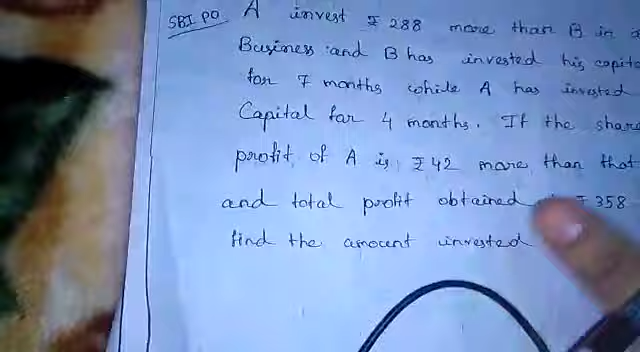 SBI PO A invest ₹ 288 more than B in a
Business and B has invested his capita
for 7 months while A has invested
Capital for 4 months. If the share
profit of A is ₹42 more than that
and total profit obtained ₹ 358
find the amount invested